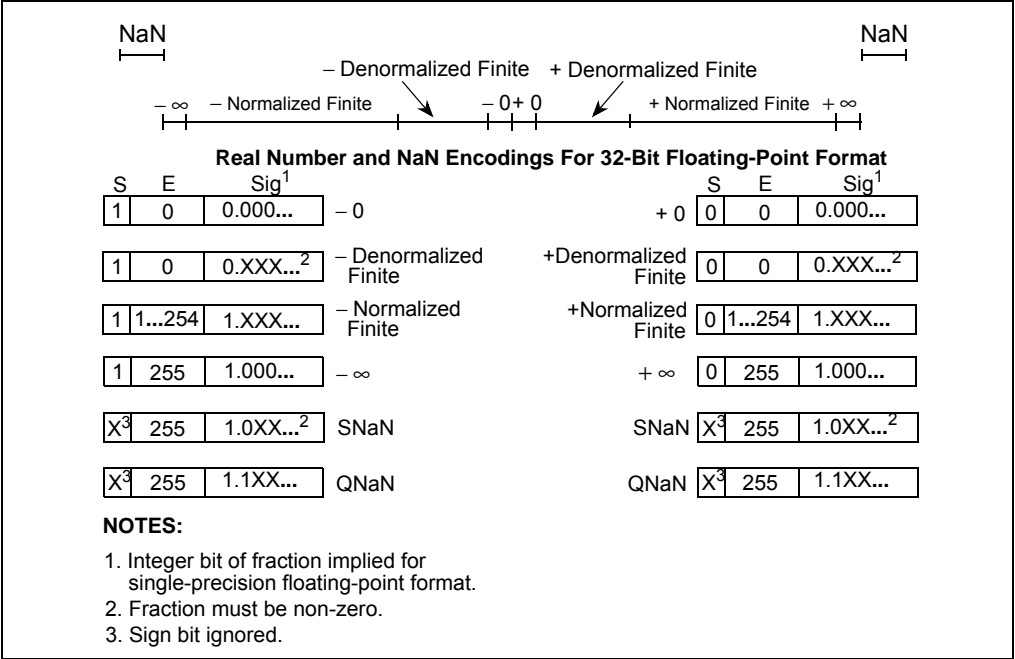 NaN NaN
– Denormalized Finite + Denormalized Finite
– ∞ – Normalized Finite – 0 + 0 + Normalized Finite + ∞
Real Number and NaN Encodings For 32-Bit Floating-Point Format
S E Sig1 S E Sig1
1 0 0.000... – 0 + 0 0 0 0.000...
1 0 0.XXX...2 – Denormalized Finite +Denormalized Finite 0 0 0.XXX...2
1 1...254 1.XXX... – Normalized Finite +Normalized Finite 0 1...254 1.XXX...
1 255 1.000... – ∞ + ∞ 0 255 1.000...
X3 255 1.0XX...2 SNaN SNaN X3 255 1.0XX...2
X3 255 1.1XX... QNaN QNaN X3 255 1.1XX...
NOTES:
1. Integer bit of fraction implied for
single-precision floating-point format.
2. Fraction must be non-zero.
3. Sign bit ignored.